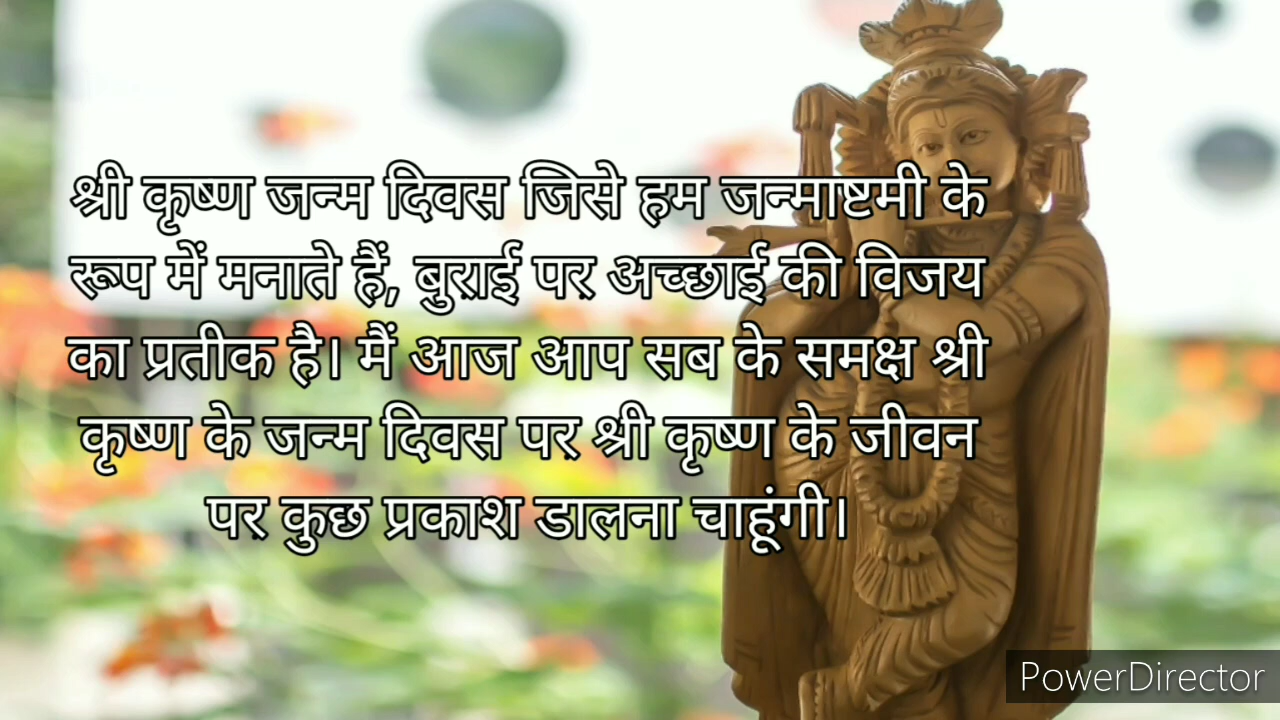 श्री कृष्ण जन्म दिवस जिसे हम जन्माष्टमी के
रूप में मनाते हैं, बुराई पर अच्छाई की विजय
का प्रतीक है। मैं आज आप सब के समक्ष श्री
कृष्ण के जन्म दिवस पर श्री कृष्ण के जीवन
पर कुछ प्रकाश डालना चाहूंगी।
PowerDirector